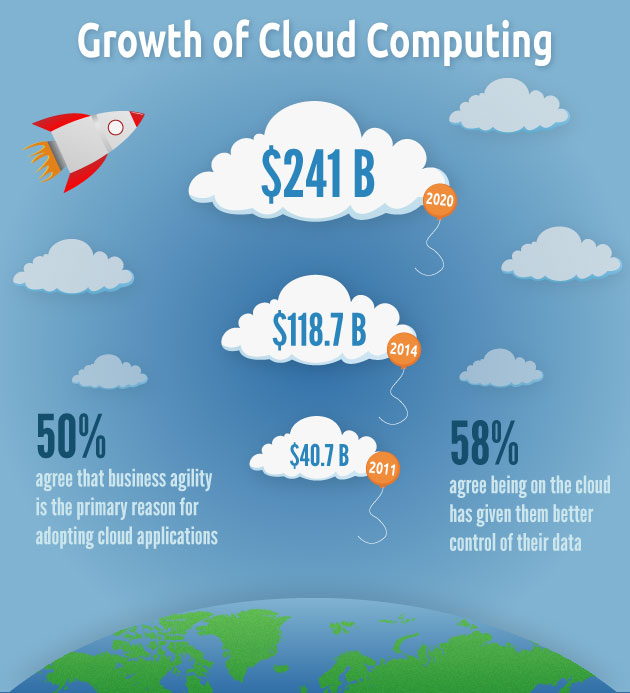 Growth of Cloud Computing
$241 B
2020
$118.7 B
2014
$40.7 B
2011
50%
agree that business agility
is the primary reason for
adopting cloud applications
58%
agree being on the cloud
has given them better
control of their data